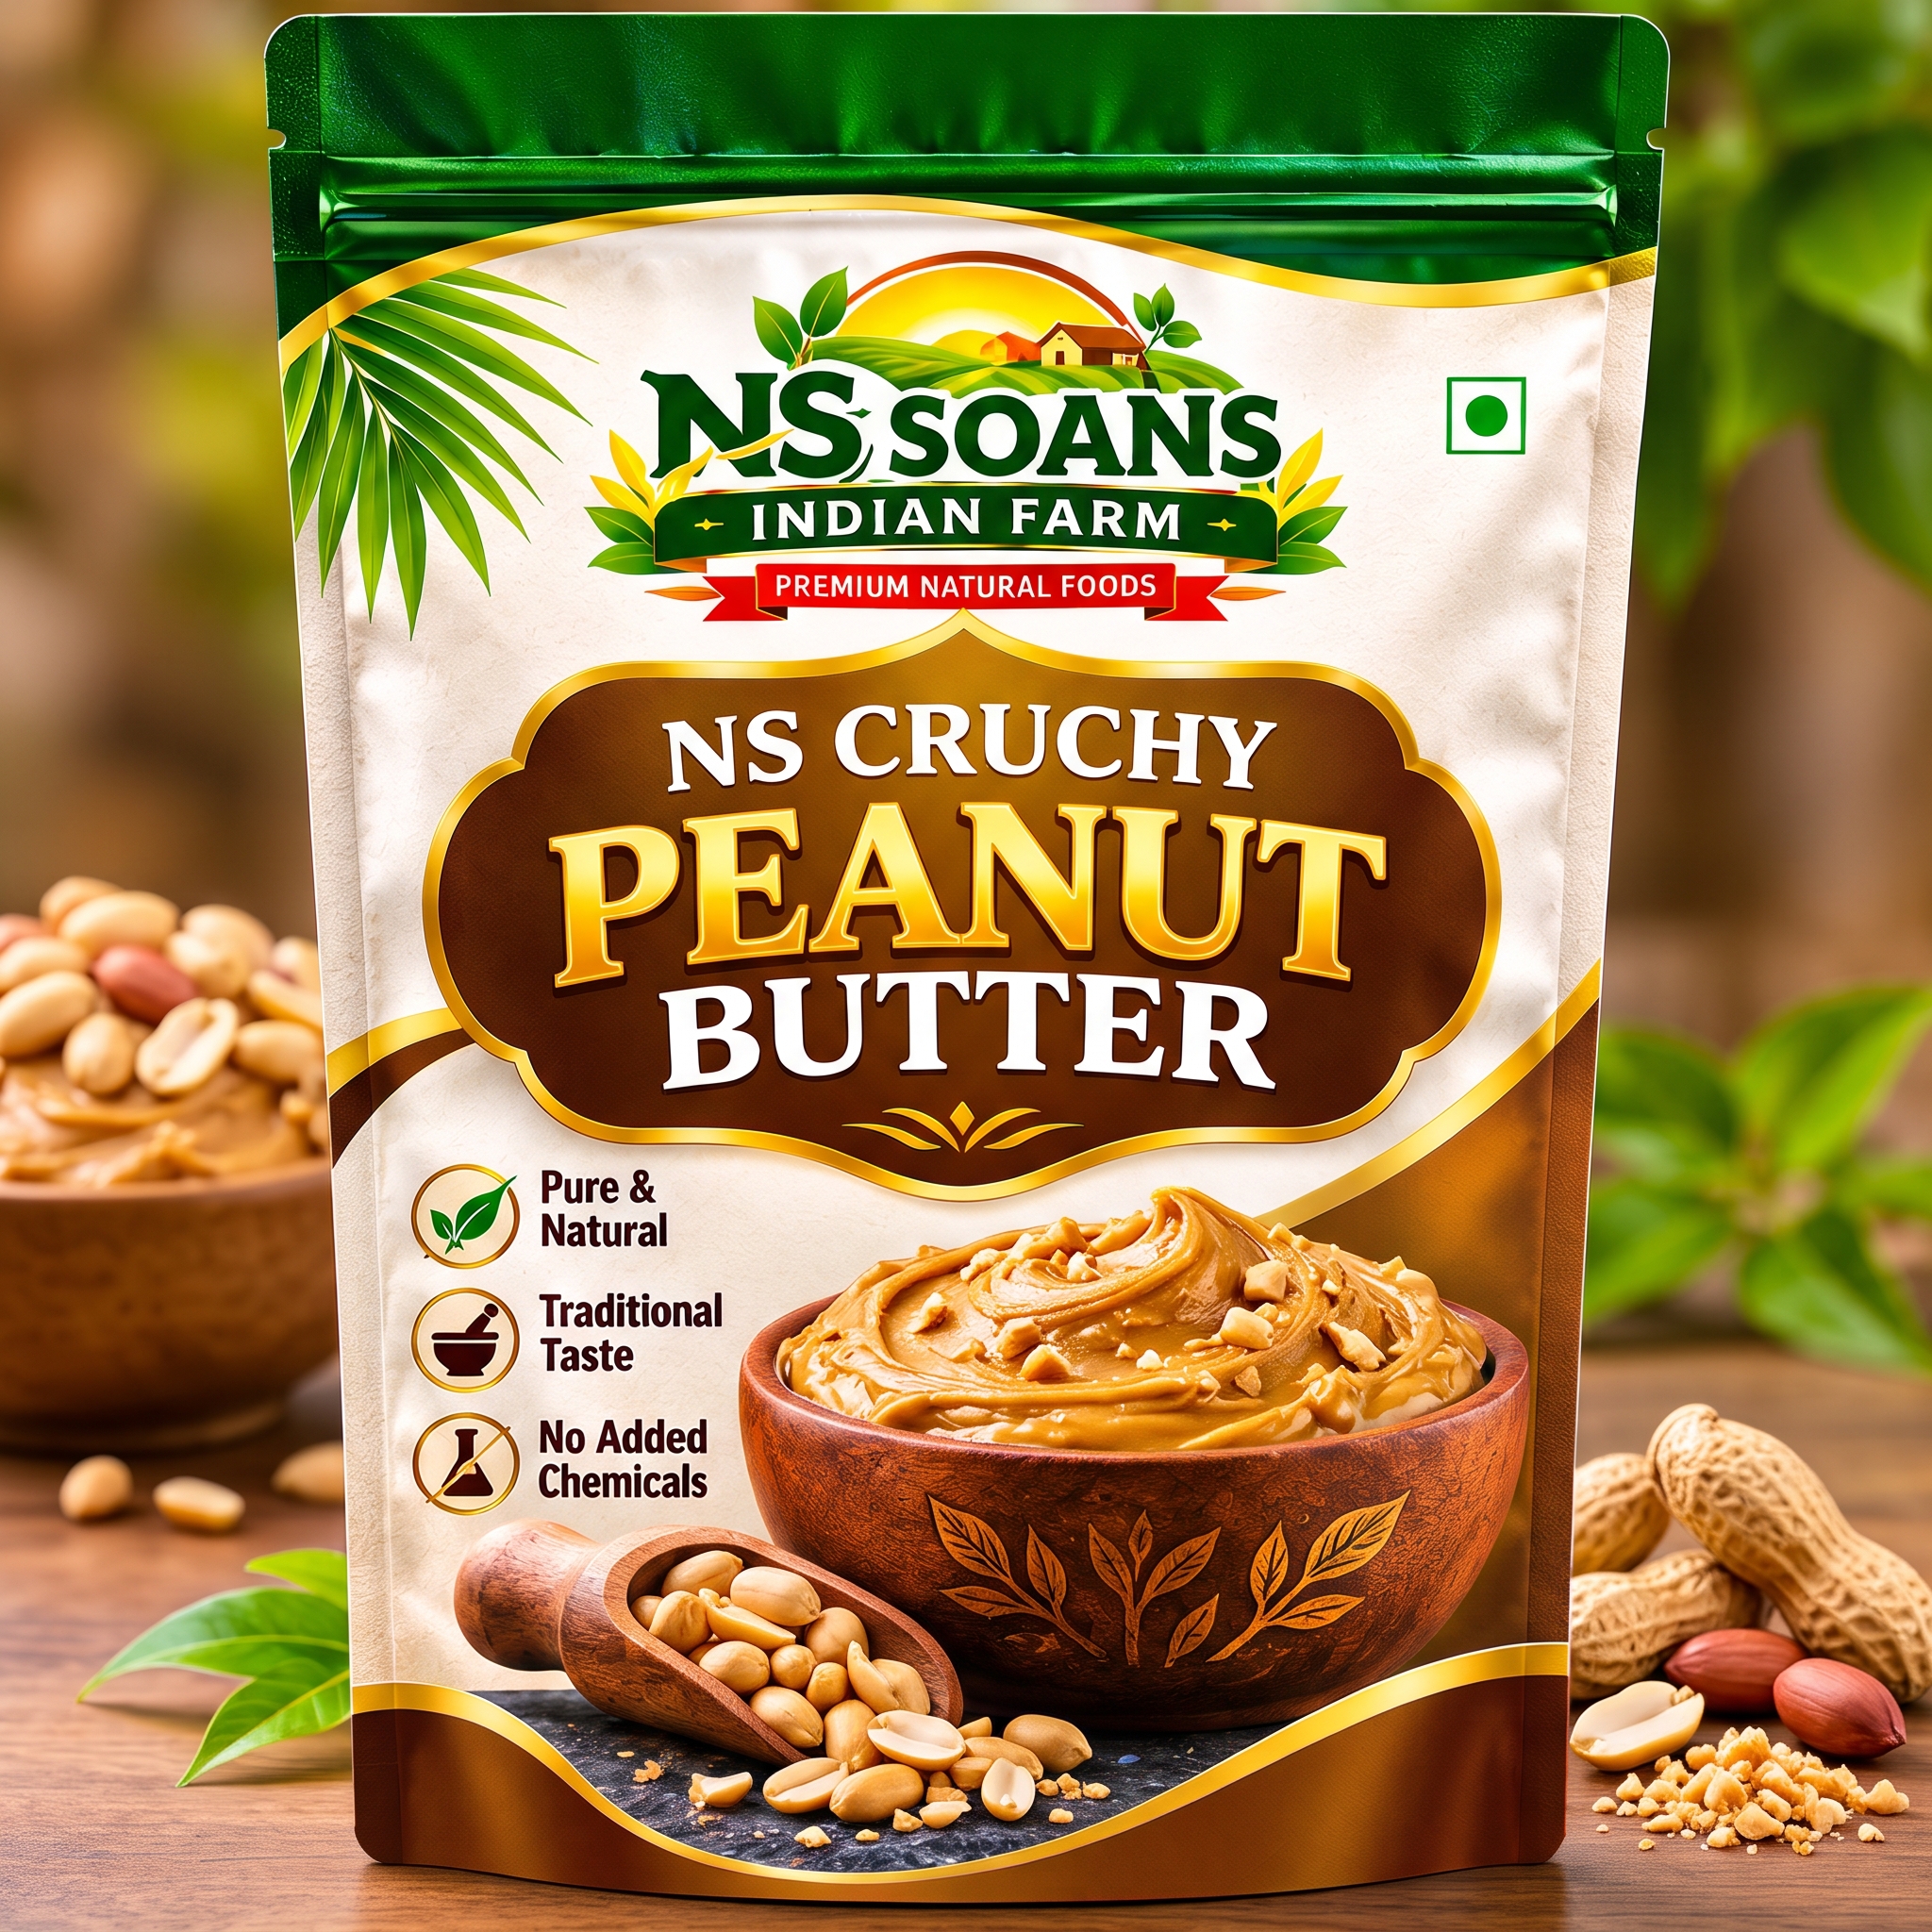 NS SOANS
INDIAN FARM
PREMIUM NATURAL FOODS
NS CRUCHY
PEANUT
BUTTER
Pure &
Natural
Traditional
Taste
No Added
Chemicals